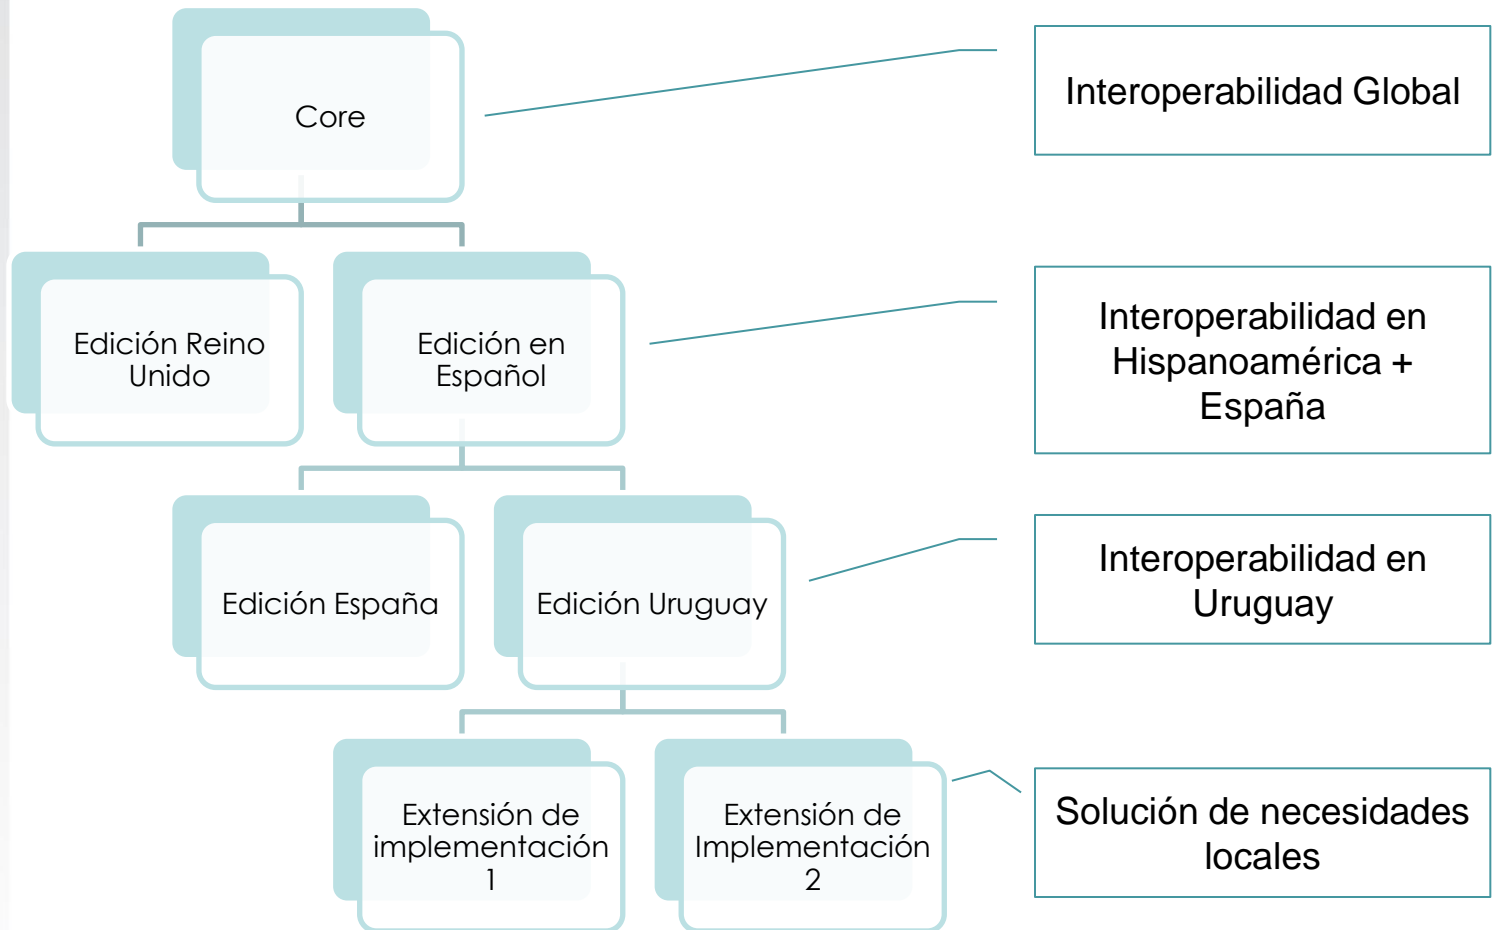 Core
Interoperabilidad Global
Edición Reino
Unido
Edición en
Español
Interoperabilidad en
Hispanoamérica +
España
Edición España
Edición Uruguay
Interoperabilidad en
Uruguay
Extensión de
implementación
1
Extensión de
Implementación
2
Solución de necesidades
locales